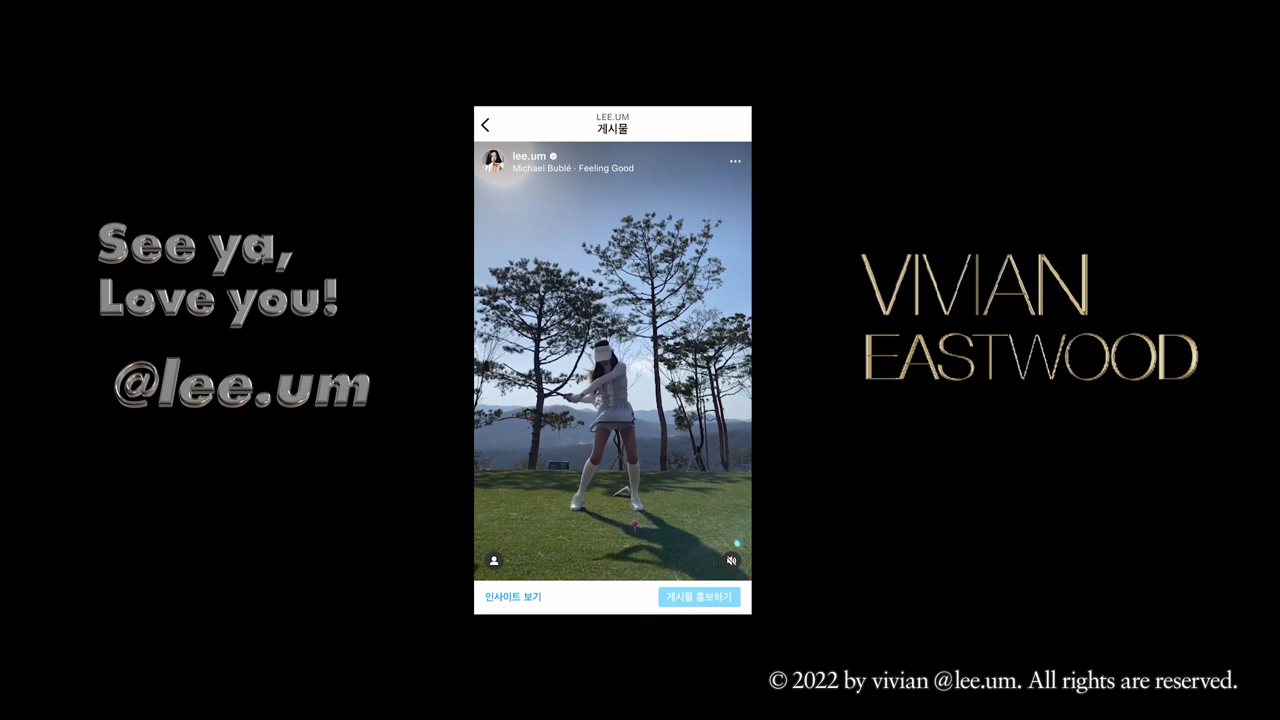 See ya,
Love you!
@lee.um
LEE.UM
게시물
lee.um
Michael Bublé · Feeling Good
인사이트 보기
게시물 홍보하기
VIVIAN
EASTWOOD
© 2022 by vivian @lee.um. All rights are reserved.